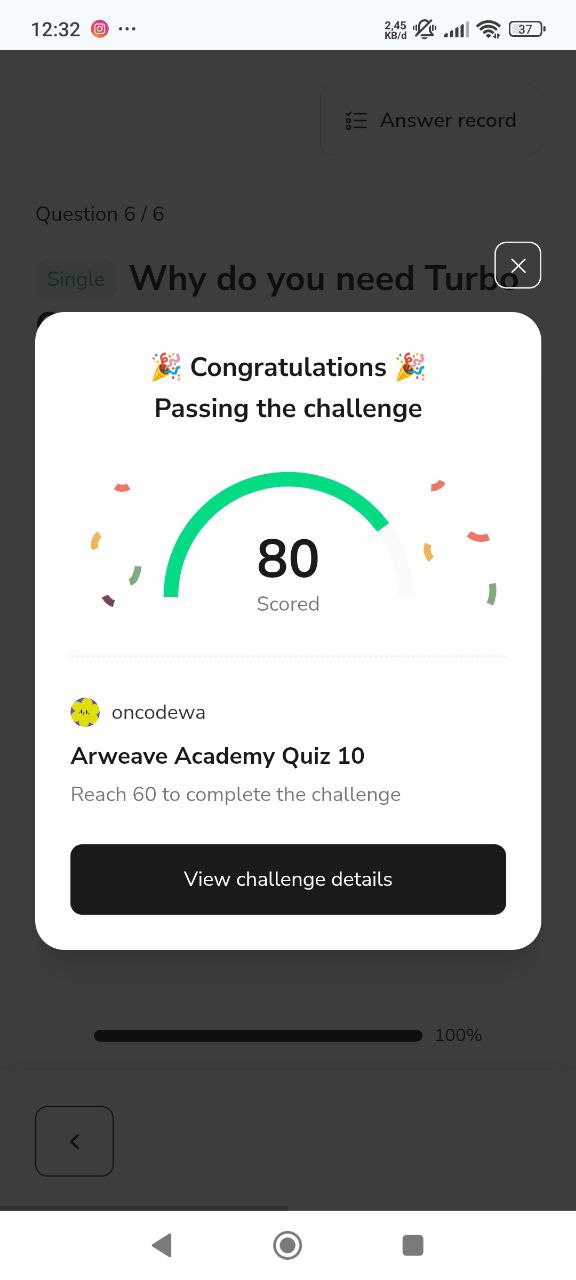 12:32
2,45
KB/d
37
Answer record
Question 6 / 6
Single Why do you need Turbo
Congratulations
Passing the challenge
80
Scored
oncodewa
Arweave Academy Quiz 10
Reach 60 to complete the challenge
View challenge details
100%